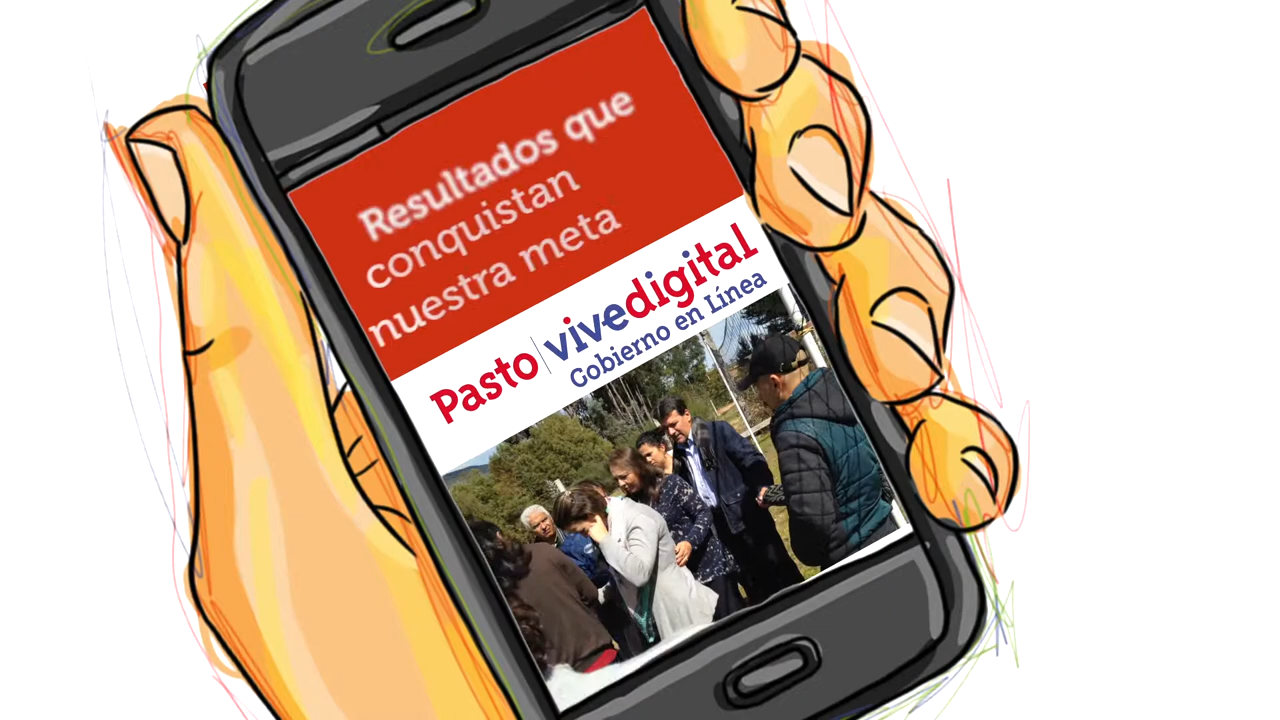 Resultados que
conquistan
nuestra meta
Pasto | vivedigital
Gobierno en Línea